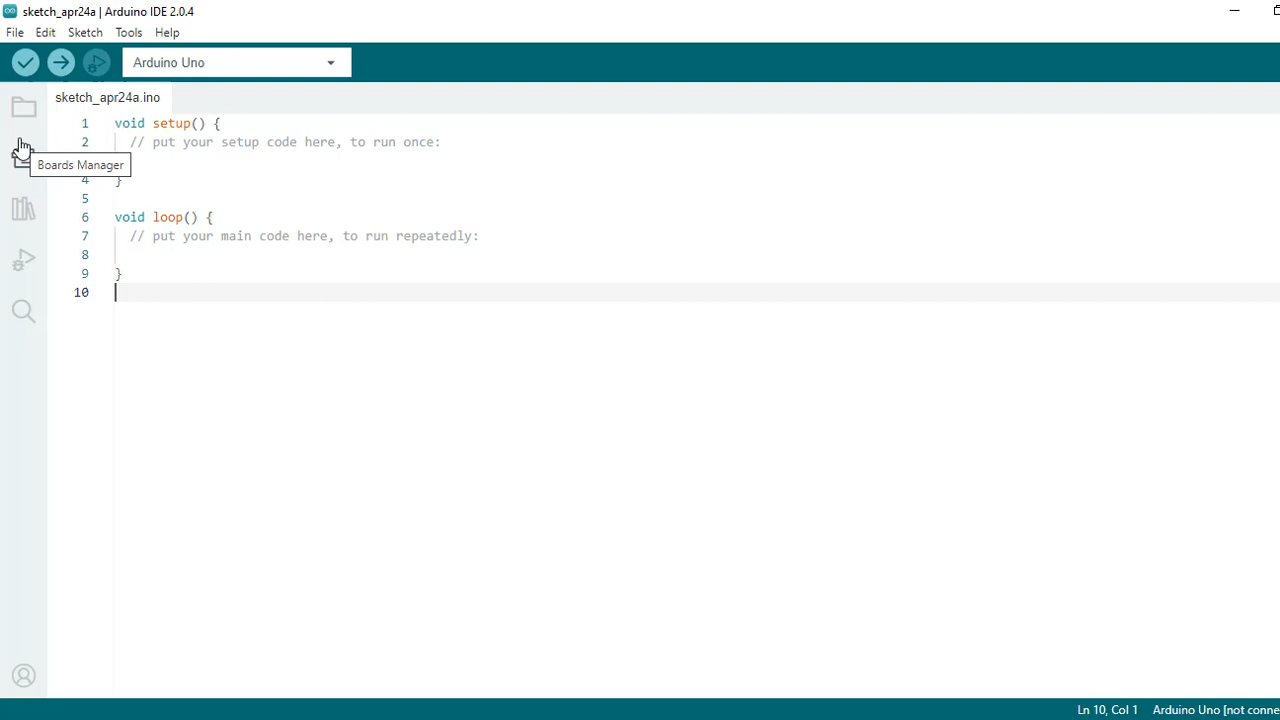 sketch_apr24a | Arduino IDE 2.0.4
File Edit Sketch Tools Help
Arduino Uno
sketch_apr24a.ino
1 void setup() {
2 // put your setup code here, to run once:
Boards Manager
4 }
5
6 void loop() {
7 // put your main code here, to run repeatedly:
8
9 }
10
Ln 10, Col 1 Arduino Uno [not conne